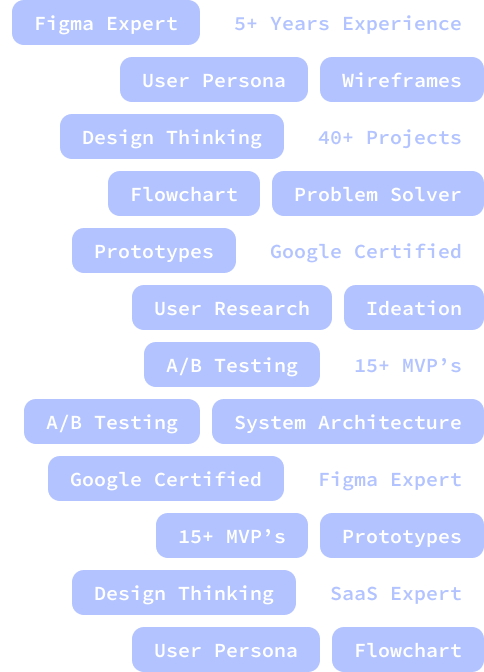 Figma Expert 5+ Years Experience
User Persona Wireframes
Design Thinking 40+ Projects
Flowchart Problem Solver
Prototypes Google Certified
User Research Ideation
A/B Testing 15+ MVP’s
A/B Testing System Architecture
Google Certified Figma Expert
15+ MVP’s Prototypes
Design Thinking SaaS Expert
User Persona Flowchart